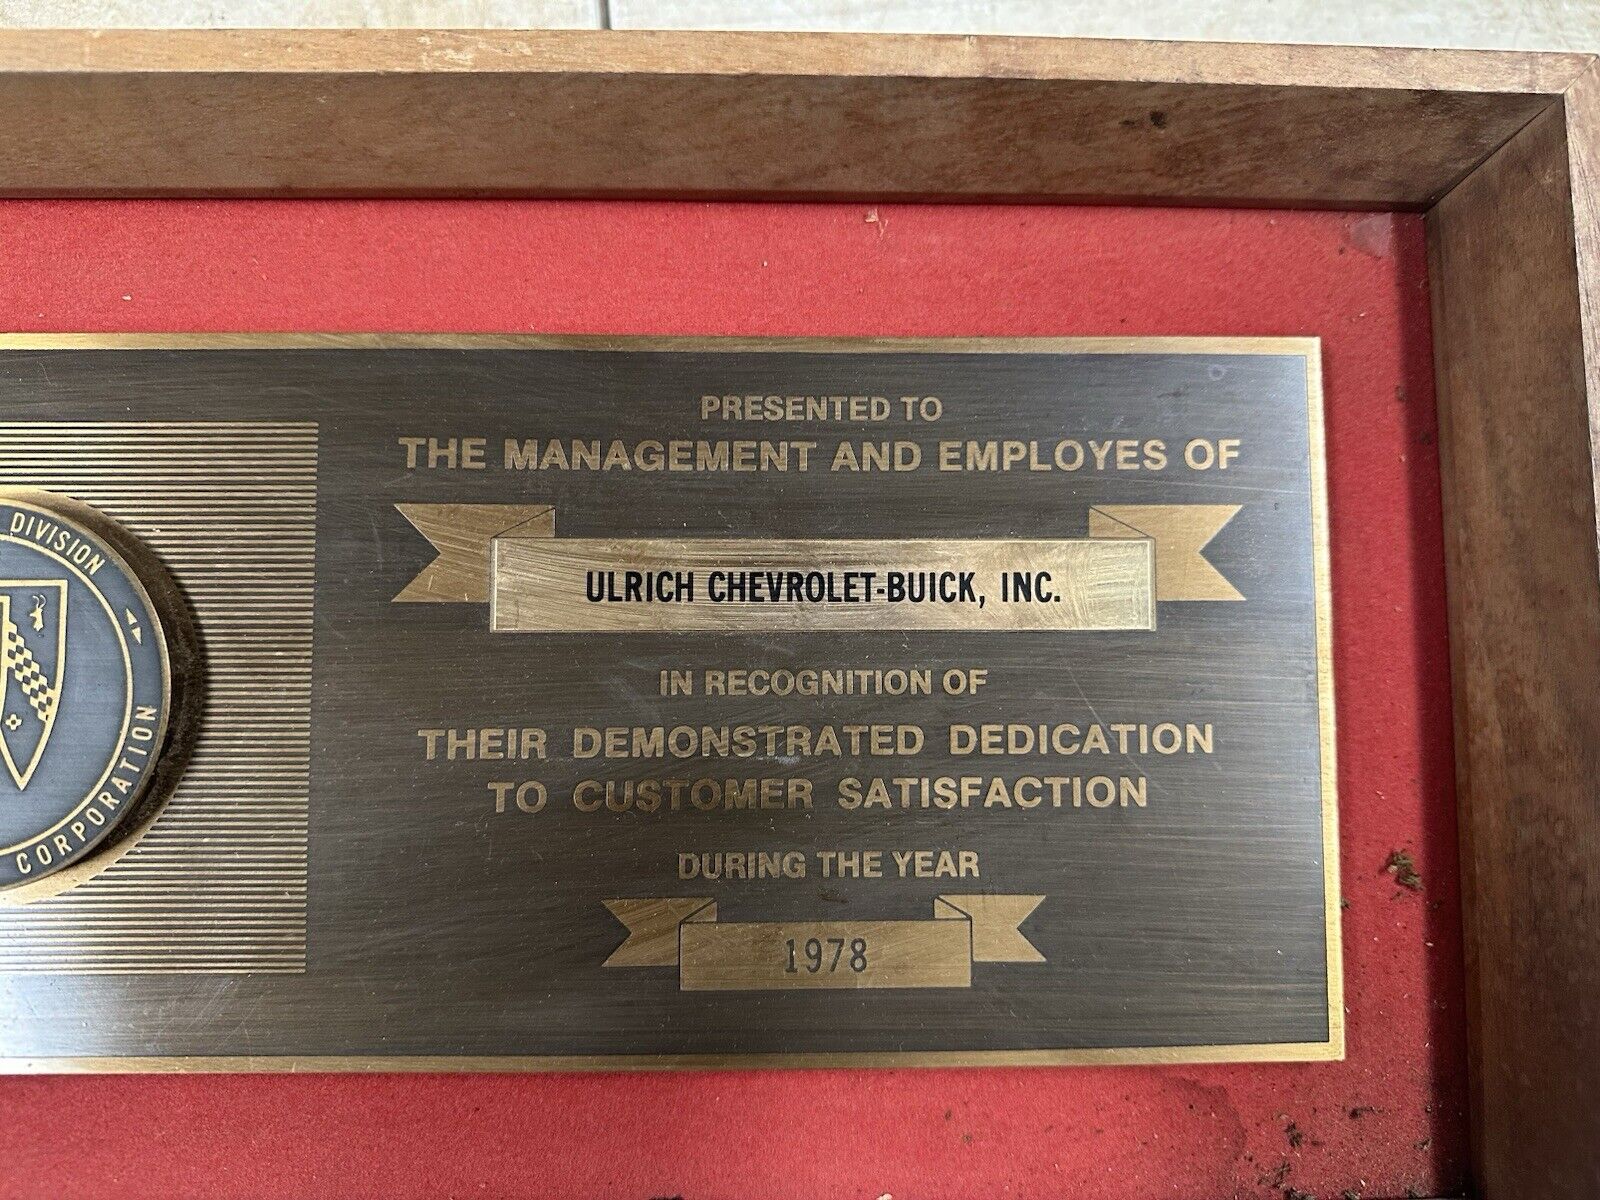 PRESENTED TO
THE MANAGEMENT AND EMPLOYES OF
ULRICH CHEVROLET-BUICK, INC.
IN RECOGNITION OF
THEIR DEMONSTRATED DEDICATION
TO CUSTOMER SATISFACTION
DURING THE YEAR
1978
DIVISION
CORPORATION